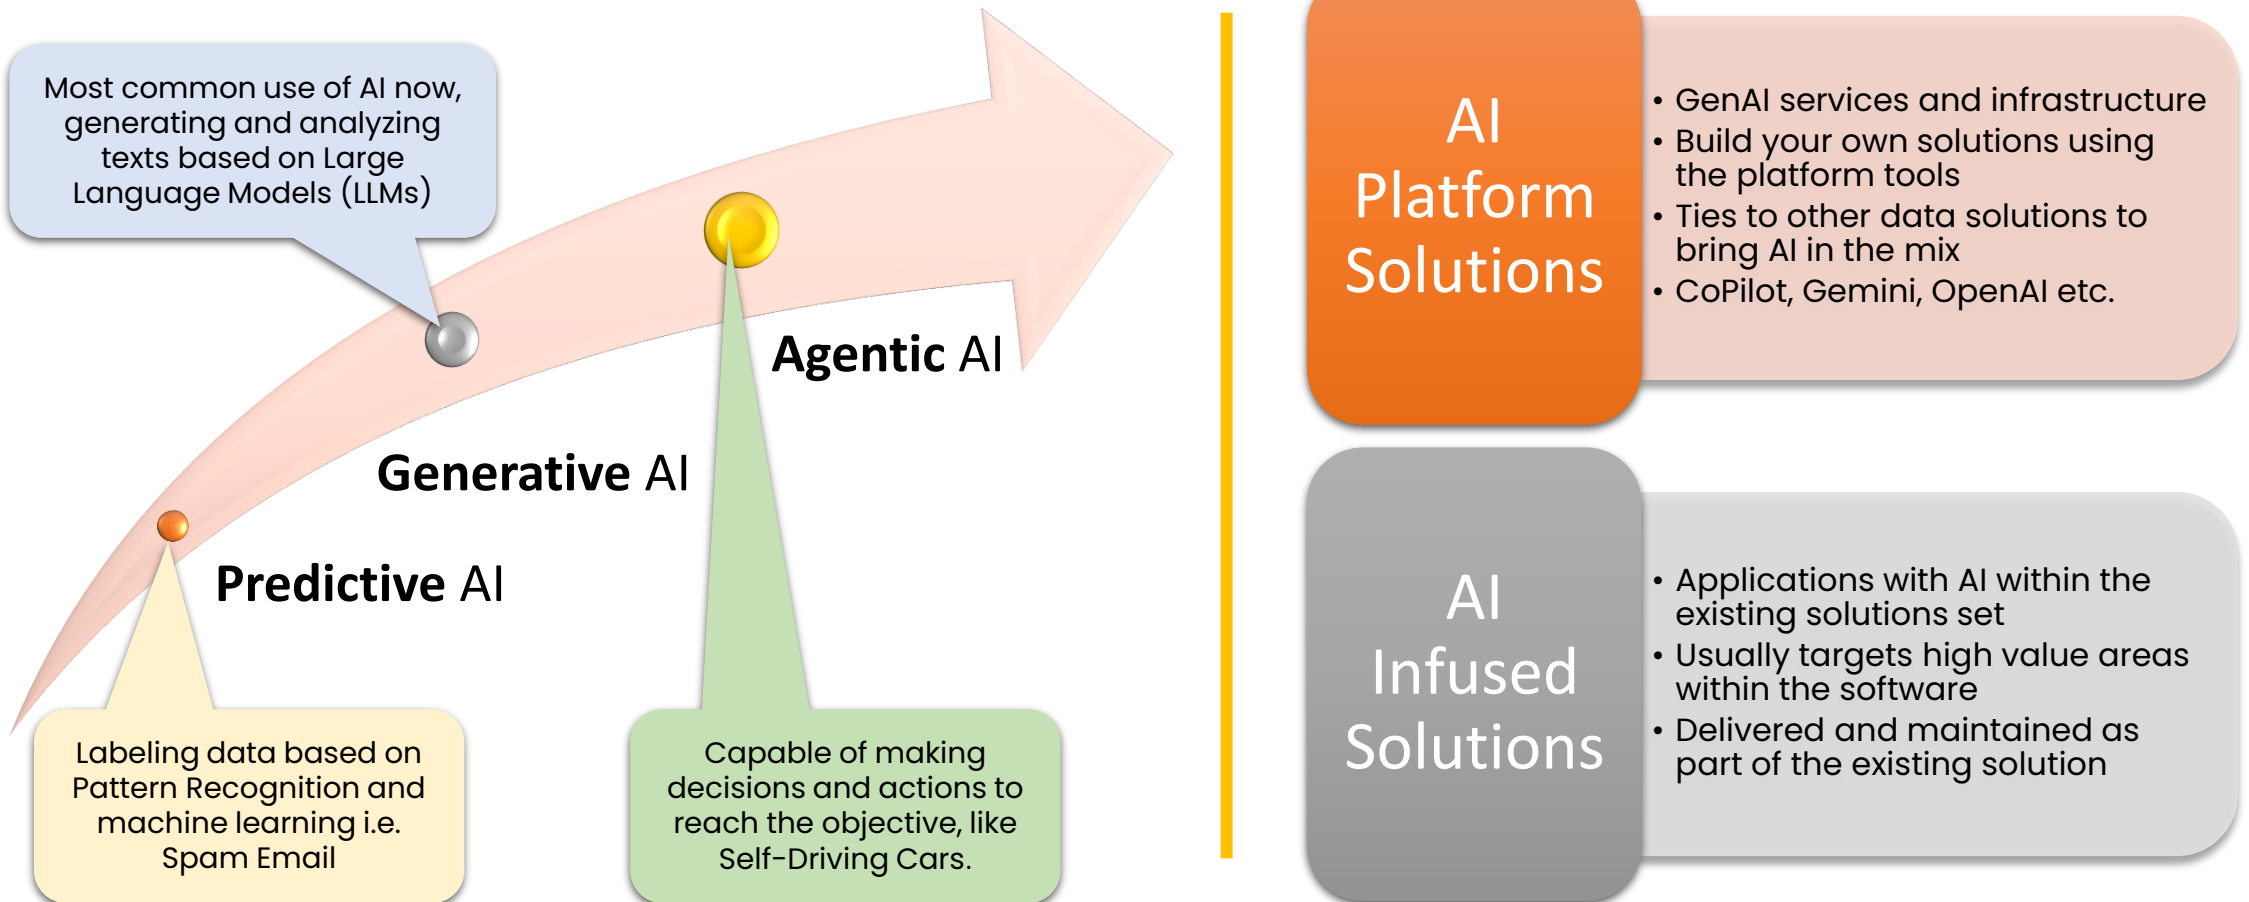 Most common use of AI now,
generating and analyzing
texts based on Large
Language Models (LLMs)
Agentic AI
Generative AI
Predictive AI
Labeling data based on
Pattern Recognition and
machine learning i.e.
Spam Email
Capable of making
decisions and actions to
reach the objective, like
Self-Driving Cars.
AI
Platform
Solutions
• GenAI services and infrastructure
• Build your own solutions using
the platform tools
• Ties to other data solutions to
bring AI in the mix
• CoPilot, Gemini, OpenAI etc.
AI
Infused
Solutions
• Applications with AI within the
existing solutions set
• Usually targets high value areas
within the software
• Delivered and maintained as
part of the existing solution